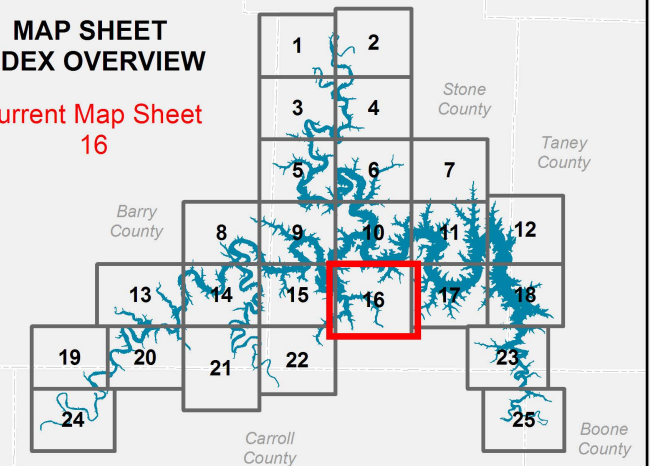 MAP SHEET
DEX OVERVIEW
urrent Map Sheet
16
1
2
Stone
County
3
4
Taney
County
5
6
7
Barry
County
8
9
10
11
12
13
14
15
16
17
18
19
20
21
22
23
24
25
Carroll
County
Boone
County